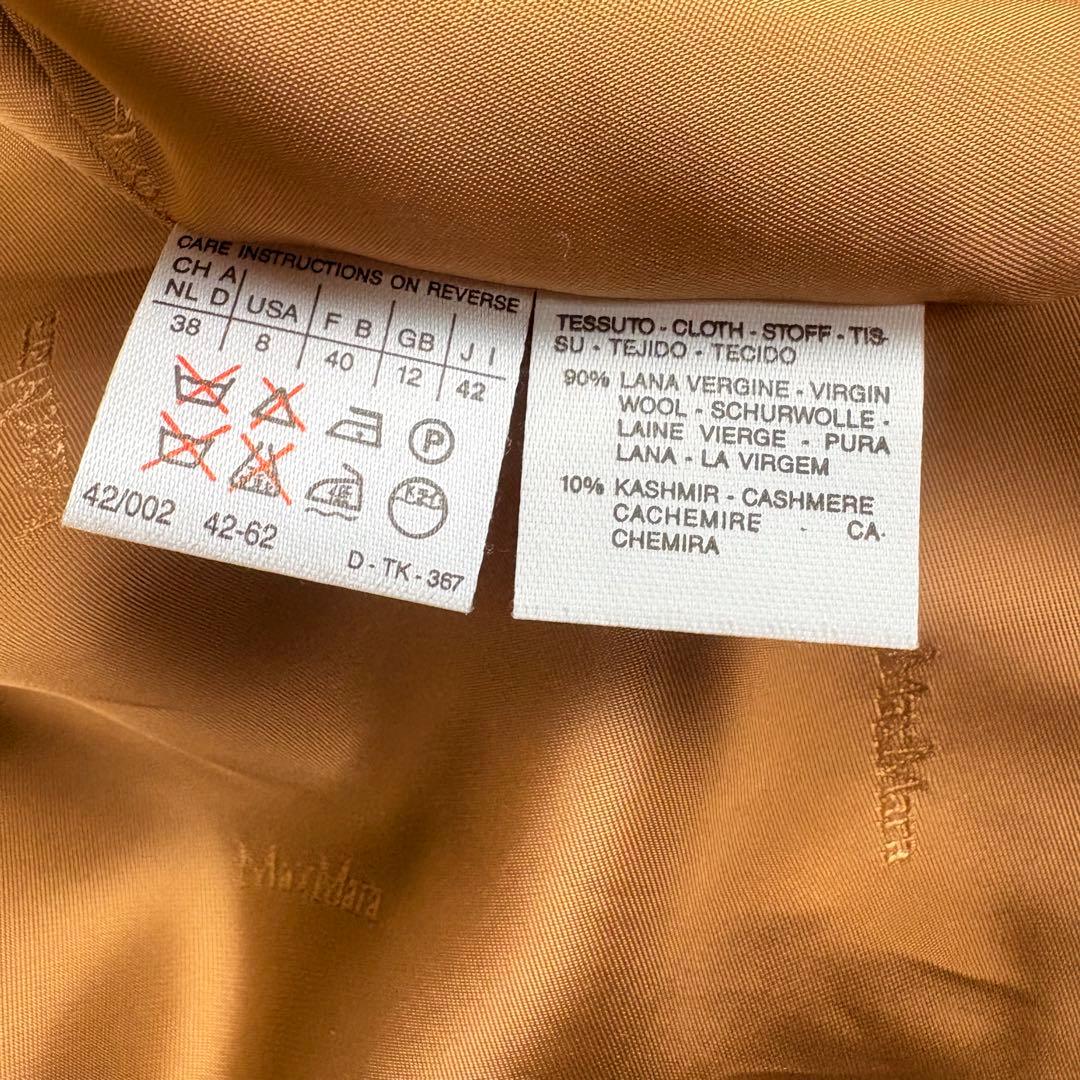 CARE INSTRUCTIONS ON REVERSE
CH A
NL D USA F B GB J I
38 8 40 12 42
P
42/002 42-62
D - TK - 367
TESSUTO - CLOTH - STOFF - TIS-
SU - TEJIDO - TECIDO
90% LANA VERGINE - VIRGIN
WOOL - SCHURWOLLE -
LAINE VIERGE - PURA
LANA - LA VIRGEM
10% KASHMIR - CASHMERE
CACHEMIRE - CA-
CHEMIRA
MaxMara
MaxMara